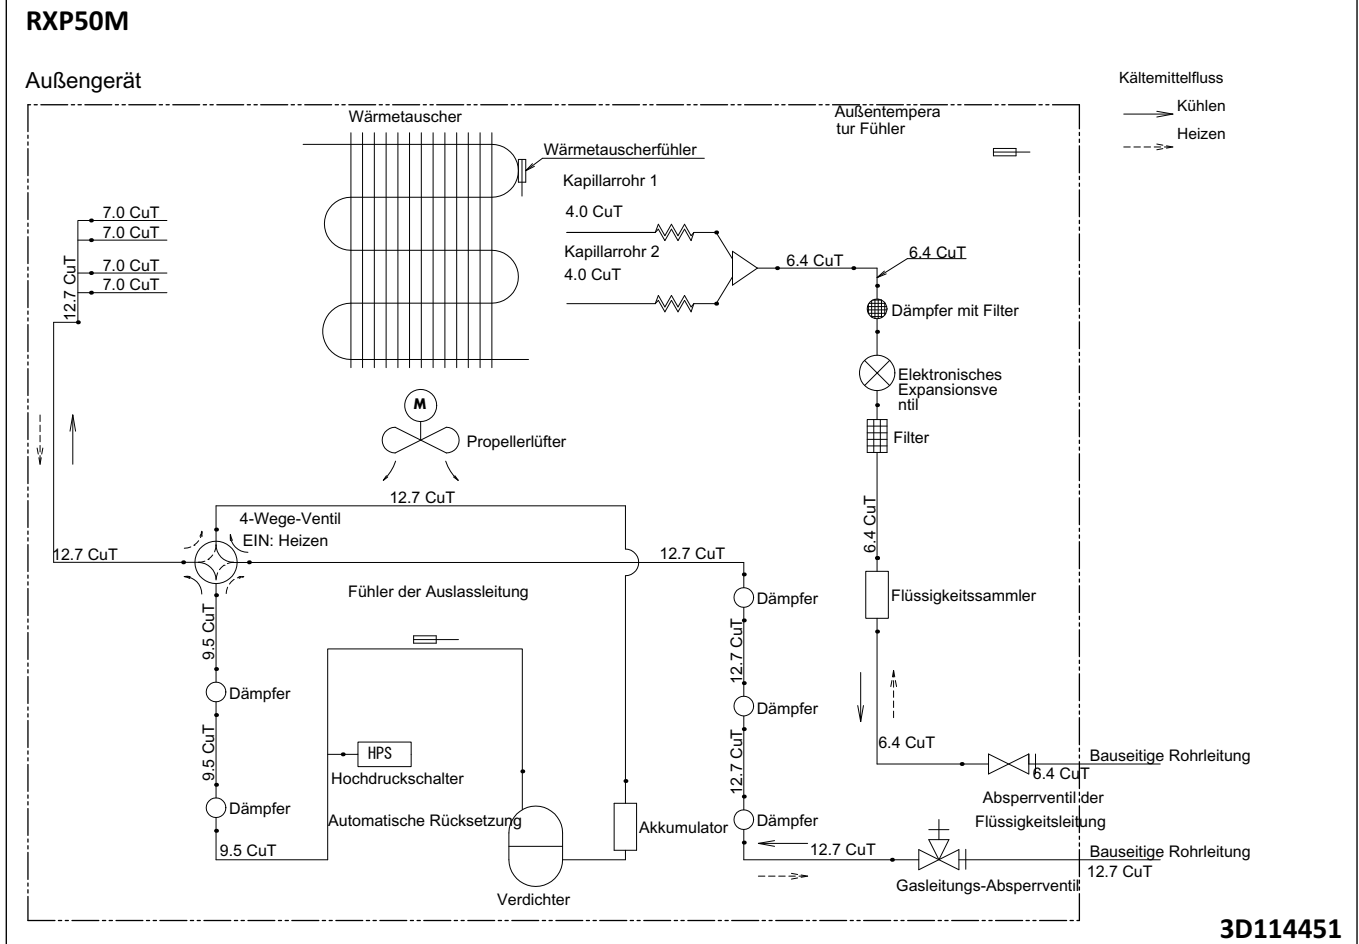 RXP50M
Außengerät
Kältemittelfluss
Kühlen
Heizen
Wärmetauscher
Außentempera
tur Fühler
Wärmetauscherfühler
Kapillarrohr 1
4.0 CuT
Kapillarrohr 2
4.0 CuT
7.0 CuT
7.0 CuT
7.0 CuT
7.0 CuT
12.7 CuT
6.4 CuT
6.4 CuT
Dämpfer mit Filter
Elektronisches
Expansionsve
ntil
Filter
M
Propellerlüfter
12.7 CuT
4-Wege-Ventil
EIN: Heizen
12.7 CuT
12.7 CuT
6.4 CuT
Fühler der Auslassleitung
Dämpfer
Flüssigkeitssammler
9.5 CuT
12.7 CuT
Dämpfer
Dämpfer
9.5 CuT
12.7 CuT
HPS
Hochdruckschalter
6.4 CuT
Bauseitige Rohrleitung
6.4 CuT
Absperrventil der
Flüssigkeitsleitung
Dämpfer
Automatische Rücksetzung
Akkumulator
Dämpfer
9.5 CuT
12.7 CuT
Bauseitige Rohrleitung
12.7 CuT
Gasleitungs-Absperrventil
Verdichter
3D114451